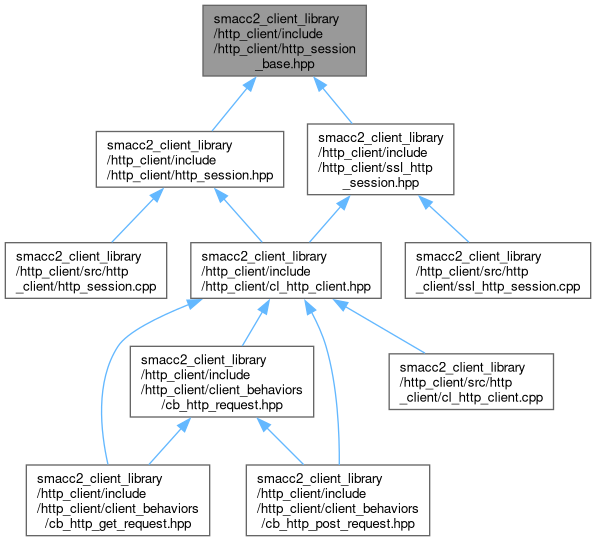 smacc2_client_library
/http_client/include
/http_client/http_session
_base.hpp
smacc2_client_library
/http_client/include
/http_client/http_session.hpp
smacc2_client_library
/http_client/include
/http_client/ssl_http
_session.hpp
smacc2_client_library
/http_client/src/http
_client/http_session.cpp
smacc2_client_library
/http_client/include
/http_client/cl_http_client.hpp
smacc2_client_library
/http_client/src/http
_client/ssl_http_session.cpp
smacc2_client_library
/http_client/include
/http_client/client_behaviors
/cb_http_request.hpp
smacc2_client_library
/http_client/src/http
_client/cl_http_client.cpp
smacc2_client_library
/http_client/include
/http_client/client_behaviors
/cb_http_get_request.hpp
smacc2_client_library
/http_client/include
/http_client/client_behaviors
/cb_http_post_request.hpp